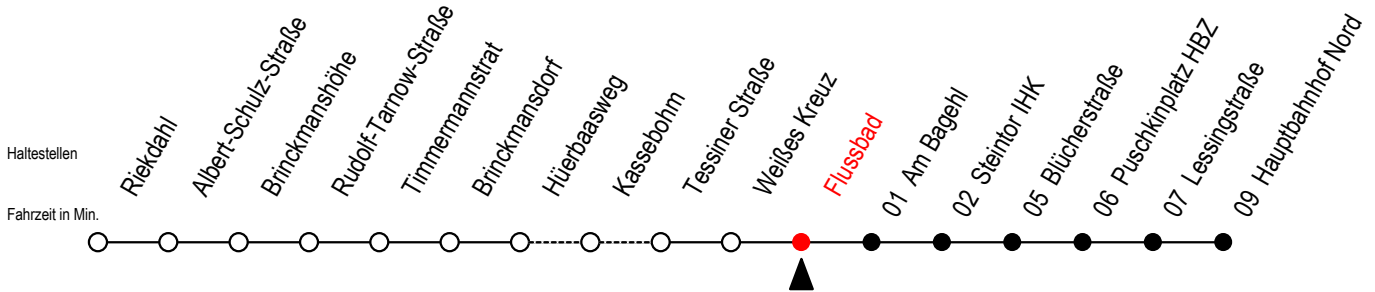 Haltestellen
Fahrzeit in Min.
Riekdahl
Albert-Schulz-Straße
Brinckmanshöhe
Rudolf-Tarnow-Straße
Timmermannstrat
Brinckmansdorf
Hüerbaasweg
Kassebohm
Tessiner Straße
Weißes Kreuz
Flussbad
01 Am Bagehl
02 Steintor IHK
05 Blücherstraße
06 Puschkinplatz HBZ
07 Lessingstraße
09 Hauptbahnhof Nord